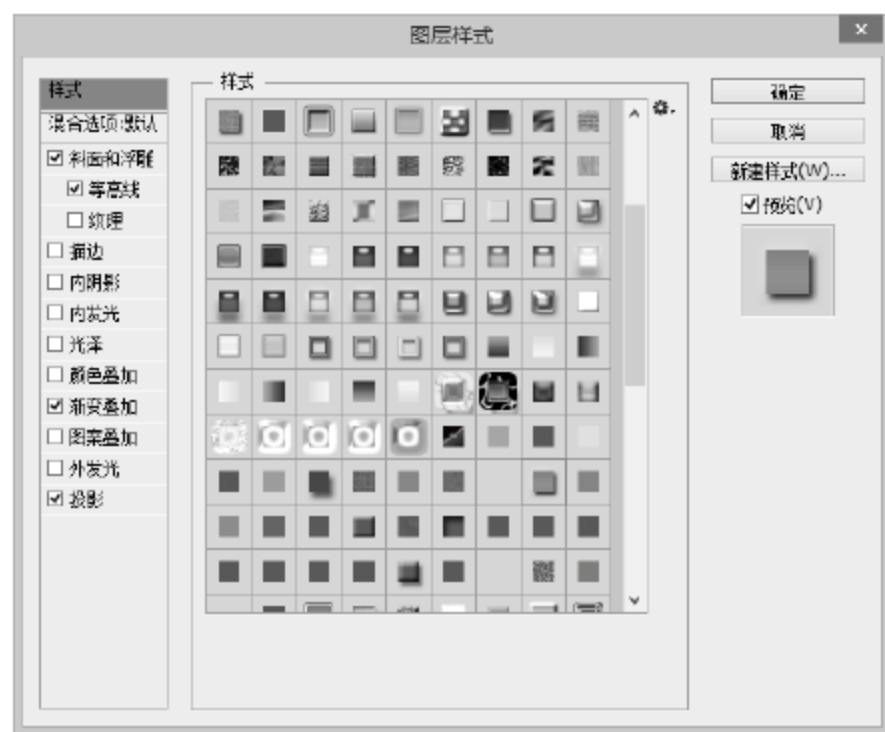 图层样式
样式
混合选项:默认
斜面和浮雕
等高线
纹理
描边
内阴影
内发光
光泽
颜色叠加
渐变叠加
图案叠加
外发光
投影
样式
确定
取消
新建样式(W)...
预览(V)